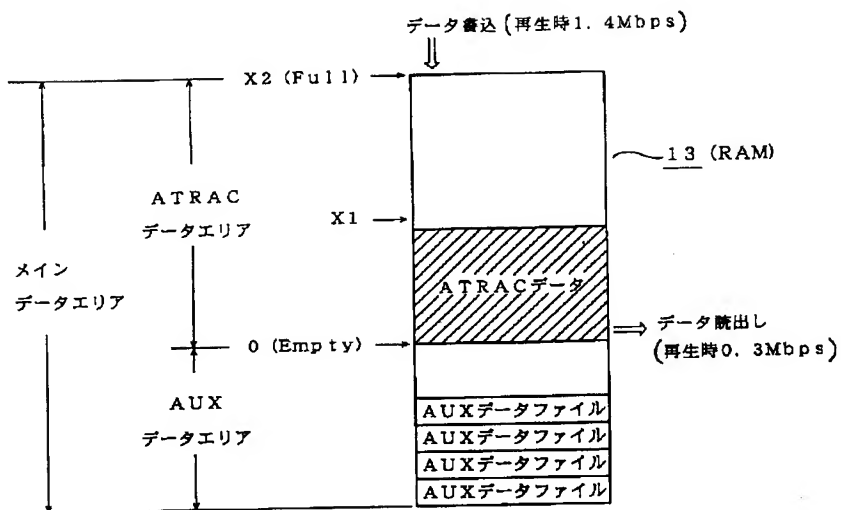 データ書込(再生時1.4Mbps)
X2(Full)
13(RAM)
ATRAC
データエリア
X1
メイン
データエリア
ATRACデータ
データ読出し
(再生時0.3Mbps)
0(Empty)
AUX
データエリア
AUXデータファイル
AUXデータファイル
AUXデータファイル
AUXデータファイル